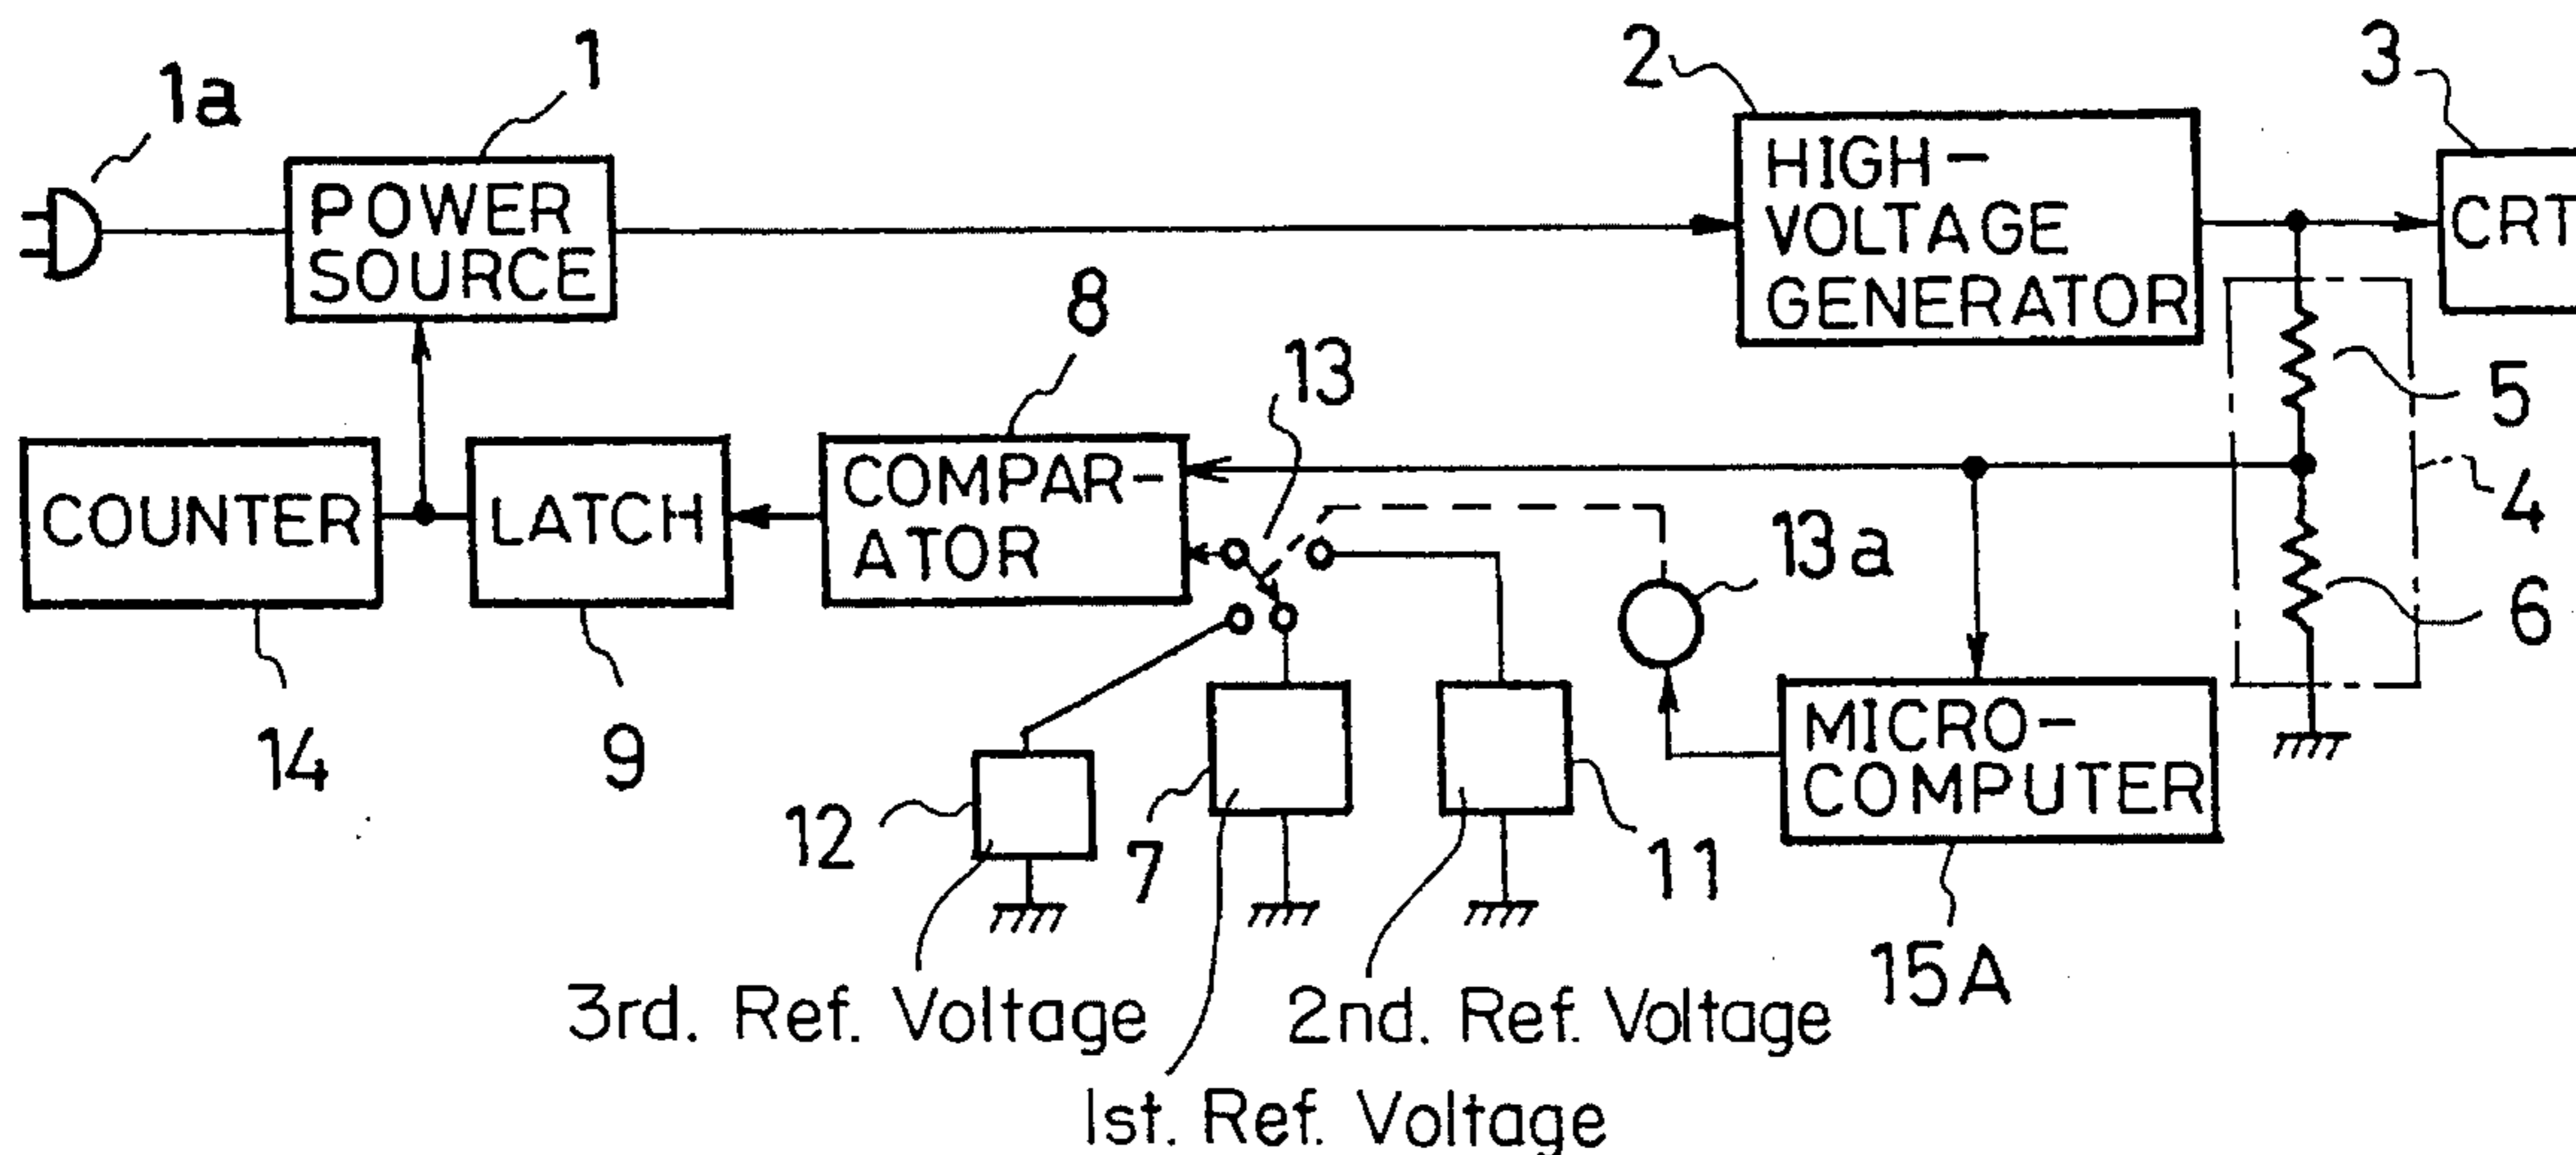 1a
1
2
3
POWER
SOURCE
HIGH-
VOLTAGE
GENERATOR
CRT
8
13
5
4
COUNTER
LATCH
COMPAR-
ATOR
13a
6
14
9
12
7
11
MICRO-
COMPUTER
15A
3rd. Ref. Voltage
2nd. Ref. Voltage
1st. Ref. Voltage